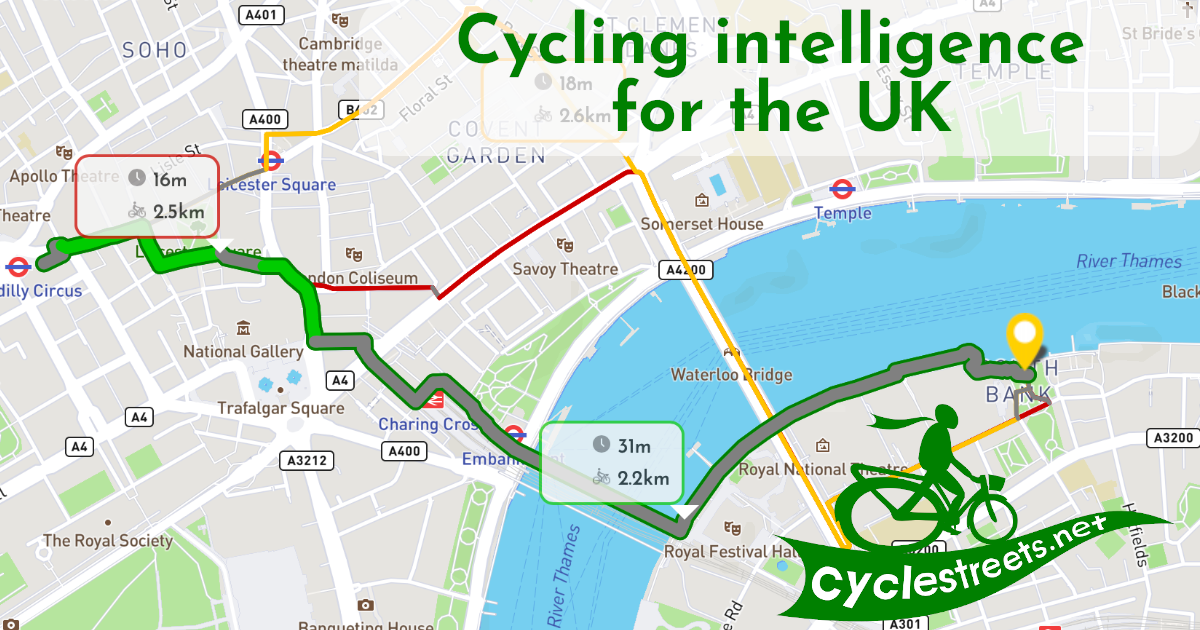 Cycling intelligence
for the UK
A401
SOHO
Cambridge
theatre matilda
ST CLEMENT
DANES
A4
St Bride's
TEMPLE
Floral St
18m
2.6km
A400
COVENT
GARDEN
Apollo Theatre
Leicester Square
16m
2.5km
Theatre
Somerset House
Temple
Savoy Theatre
A4200
River Thames
London Coliseum
Leicester Square
dilly Circus
National Gallery
A4
Waterloo Bridge
SOUTH
BANK
Trafalgar Square
A4
A4
Charing Cross
A400
A3212
Embankment
31m
2.2km
Royal National Theatre
A3200
The Royal Society
Royal Festival Hall
River Thames
Cyclestreets.net
Banqueting House
A301